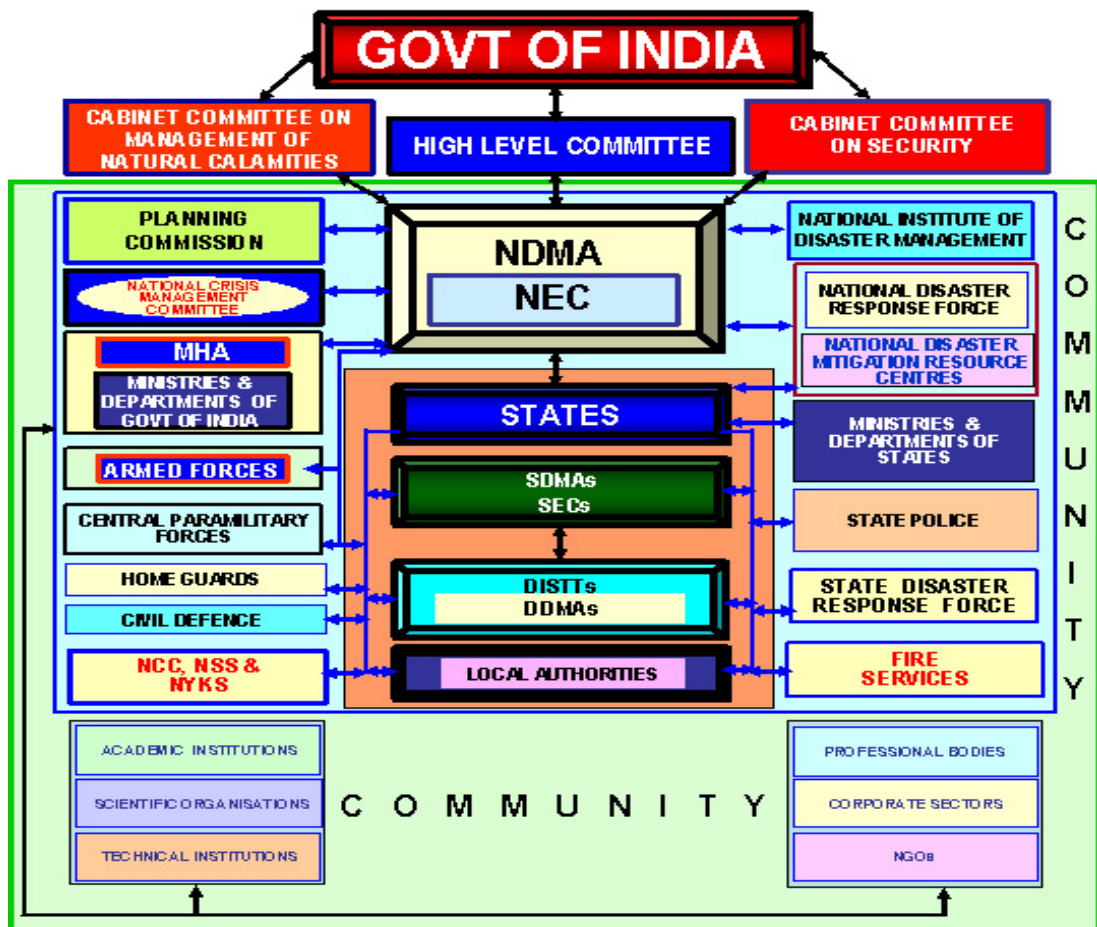 GOVT OF INDIA
CABINET COMMITTEE ON
MANAGEMENT OF
NATURAL CALAMITIES
HIGH LEVEL COMMITTEE
CABINET COMMITTEE
ON SECURITY
PLANNING
COMMISSION
NATIONAL CRISIS
MANAGEMENT
COMMITTEE
MHA
MINISTRIES &
DEPARTMENTS OF
GOVT OF INDIA
ARMED FORCES
CENTRAL PARAMILITARY
FORCES
HOME GUARDS
CIVIL DEFENCE
NCC, NSS &
NYKS
NDMA
NEC
STATES
SDMAs
SECs
DISTTs
DDMAs
LOCAL AUTHORITIES
NATIONAL INSTITUTE OF
DISASTER MANAGEMENT
NATIONAL DISASTER
RESPONSE FORCE
NATIONAL DISASTER
MITIGATION RESOURCE
CENTRES
MINISTRIES &
DEPARTMENTS OF
STATES
STATE POLICE
STATE DISASTER
RESPONSE FORCE
FIRE
SERVICES
C O M M U N I T Y
ACADEMIC INSTITUTIONS
SCIENTIFIC ORGANISATIONS
TECHNICAL INSTITUTIONS
C O M M U N I T Y
PROFESSIONAL BODIES
CORPORATE SECTORS
NGOs